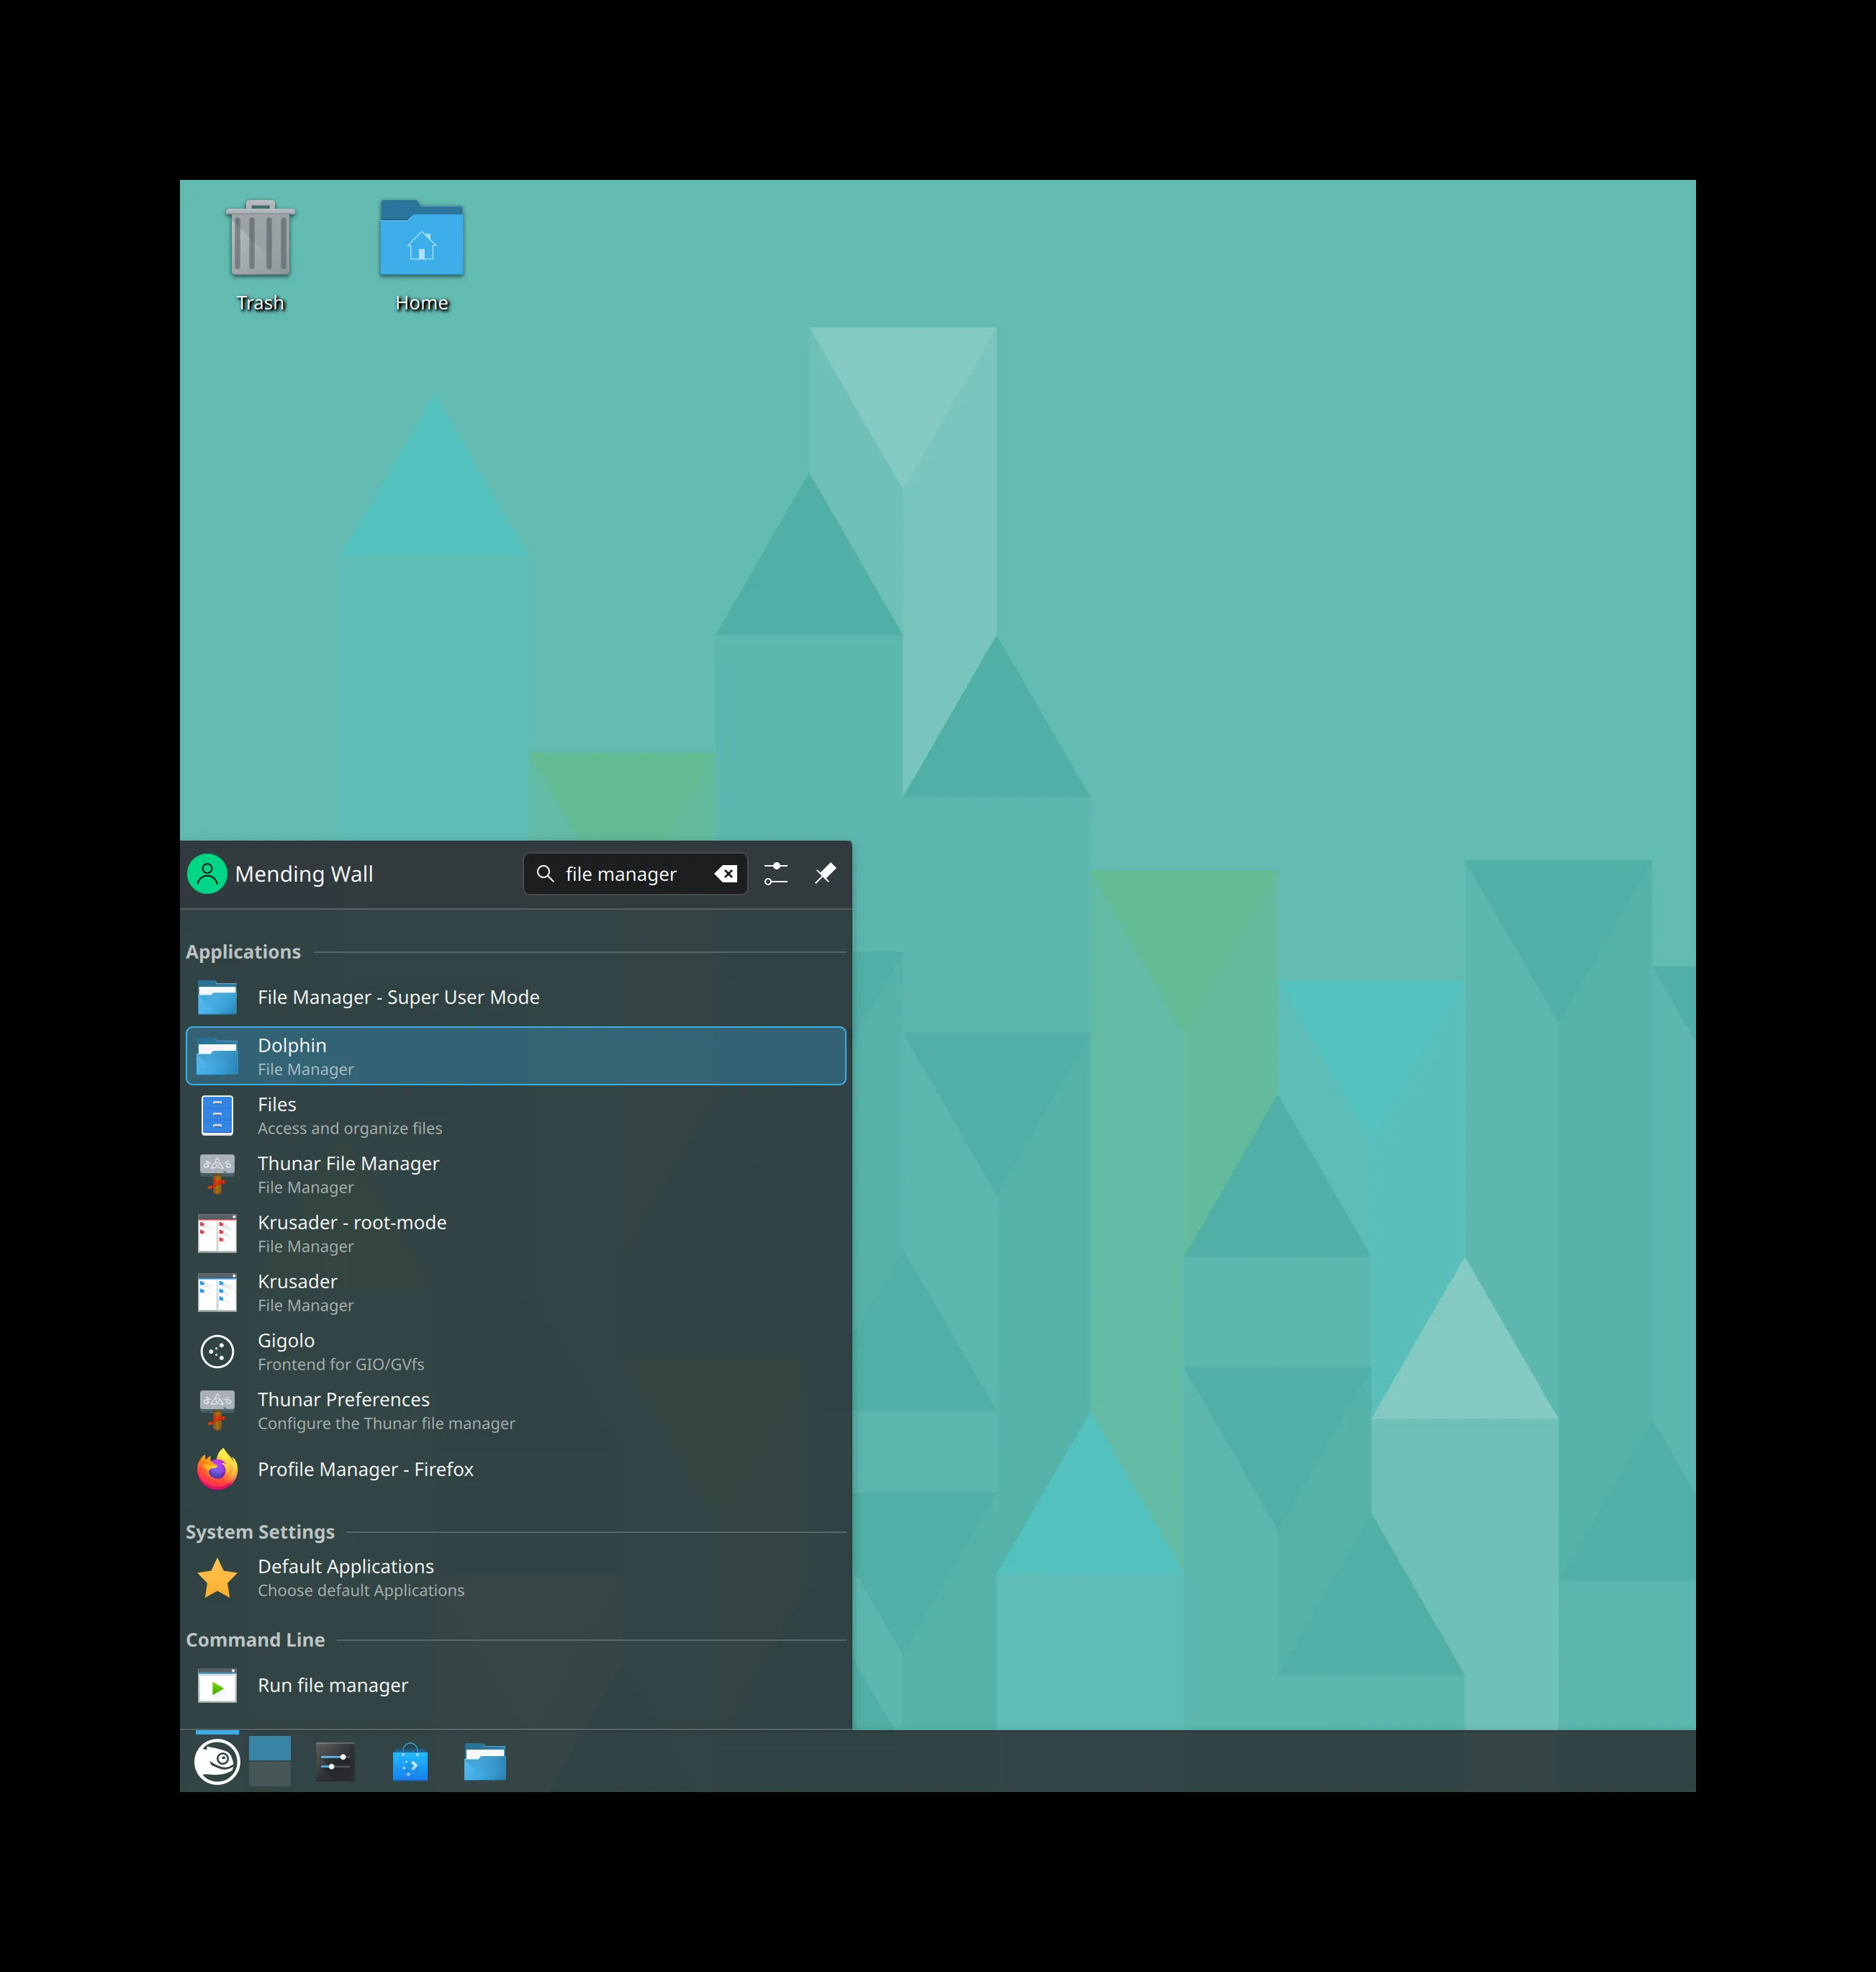 Trash
Home
Mending Wall
file manager
Applications
File Manager - Super User Mode
Dolphin
File Manager
Files
Access and organize files
Thunar File Manager
File Manager
Krusader - root-mode
File Manager
Krusader
File Manager
Gigolo
Frontend for GIO/GVfs
Thunar Preferences
Configure the Thunar file manager
Profile Manager - Firefox
System Settings
Default Applications
Choose default Applications
Command Line
Run file manager